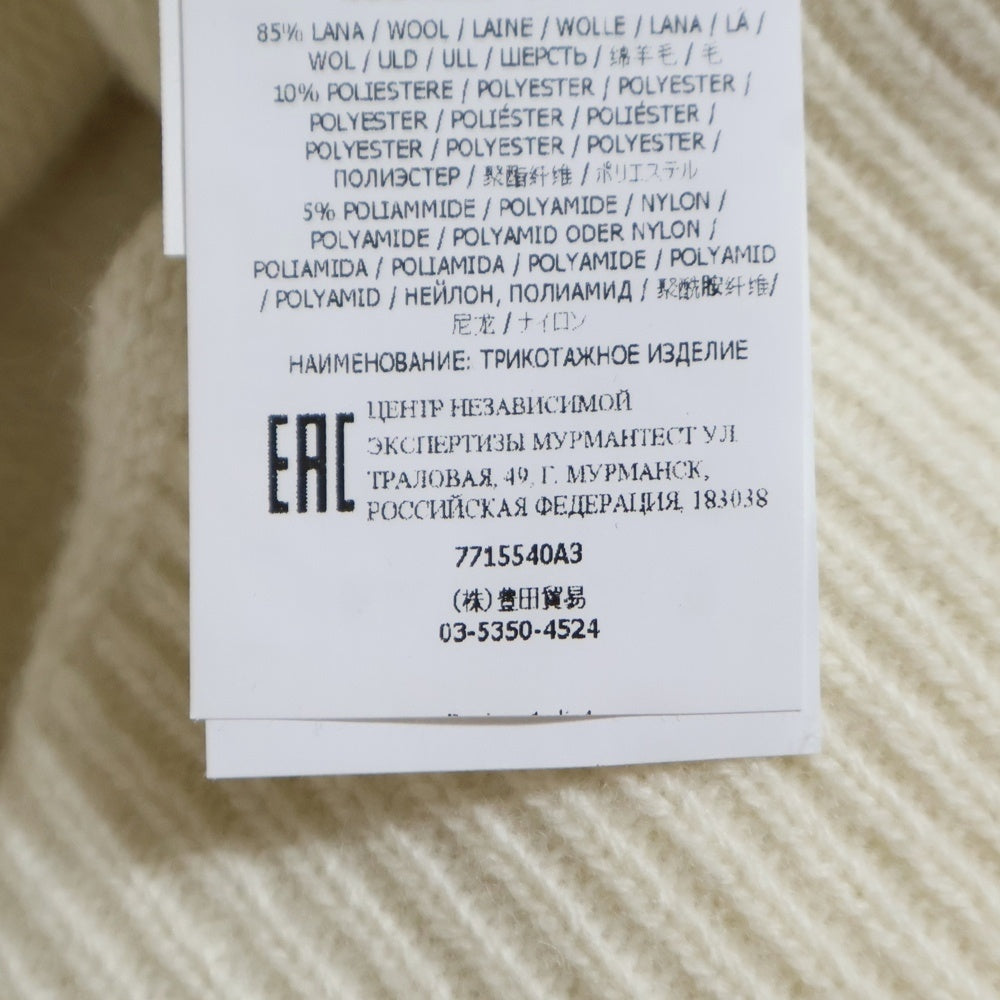 85% LANA / WOOL / LAINE / WOLLE / LANA / LÃ /
WOL / ULD / ULL / ШЕРСТЬ / 绵羊毛 / 毛
10% POLIESTERE / POLYESTER / POLYESTER /
POLYESTER / POLIÉSTER / POLIÉSTER /
POLYESTER / POLYESTER / POLYESTER /
ПОЛИЭСТЕР / 聚酯纤维 / ポリエステル
5% POLIAMMIDE / POLYAMIDE / NYLON /
POLYAMIDE / POLYAMID ODER NYLON /
POLIAMIDA / POLIAMIDA / POLYAMIDE / POLYAMID
/ POLYAMID / НЕЙЛОН, ПОЛИАМИД / 聚酰胺纤维/
尼龙 / ナイロン
НАИМЕНОВАНИЕ: ТРИКОТАЖНОЕ ИЗДЕЛИЕ
EAC
ЦЕНТР НЕЗАВИСИМОЙ
ЭКСПЕРТИЗЫ МУРМАНТЕСТ УЛ.
ТРАЛОВАЯ, 49, Г. МУРМАНСК,
РОССИЙСКАЯ ФЕДЕРАЦИЯ, 183038
7715540A3
(株)豊田貿易
03-5350-4524